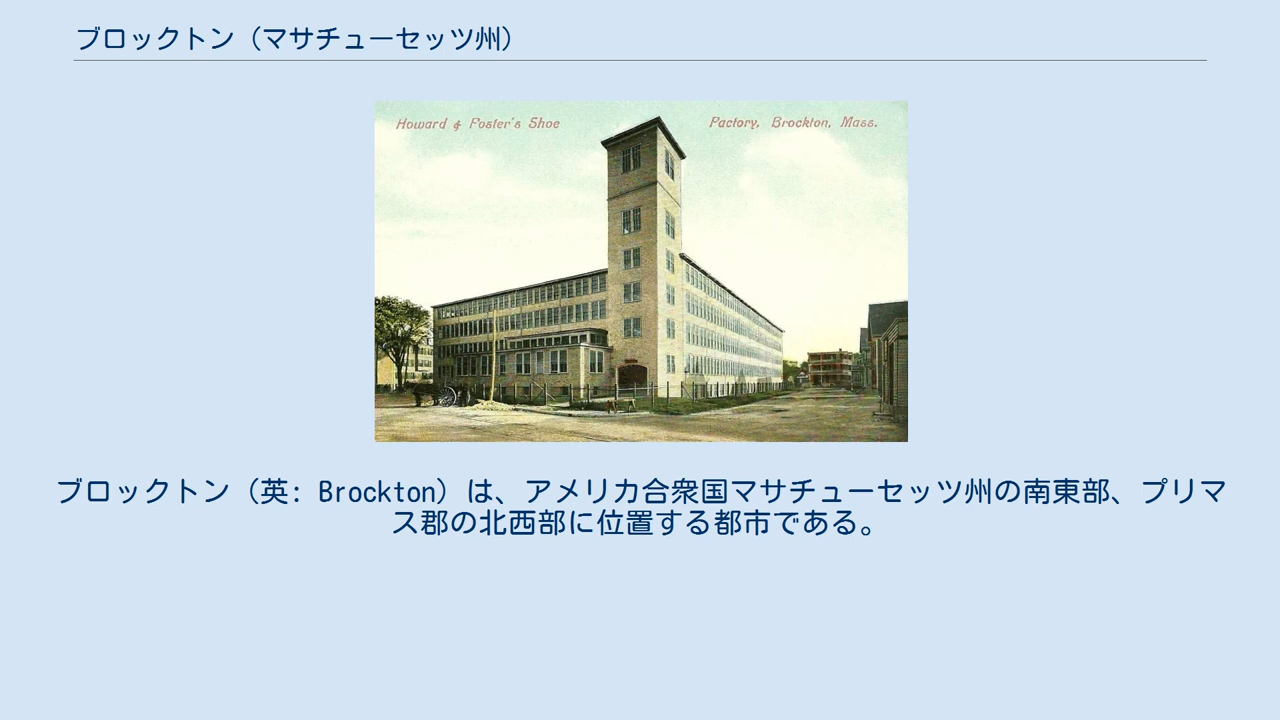 ブロックトン（マサチューセッツ州）
Howard & Foster's Shoe Factory, Brockton, Mass.
ブロックトン（英: Brockton）は、アメリカ合衆国マサチューセッツ州の南東部、プリマ
ス郡の北西部に位置する都市である。